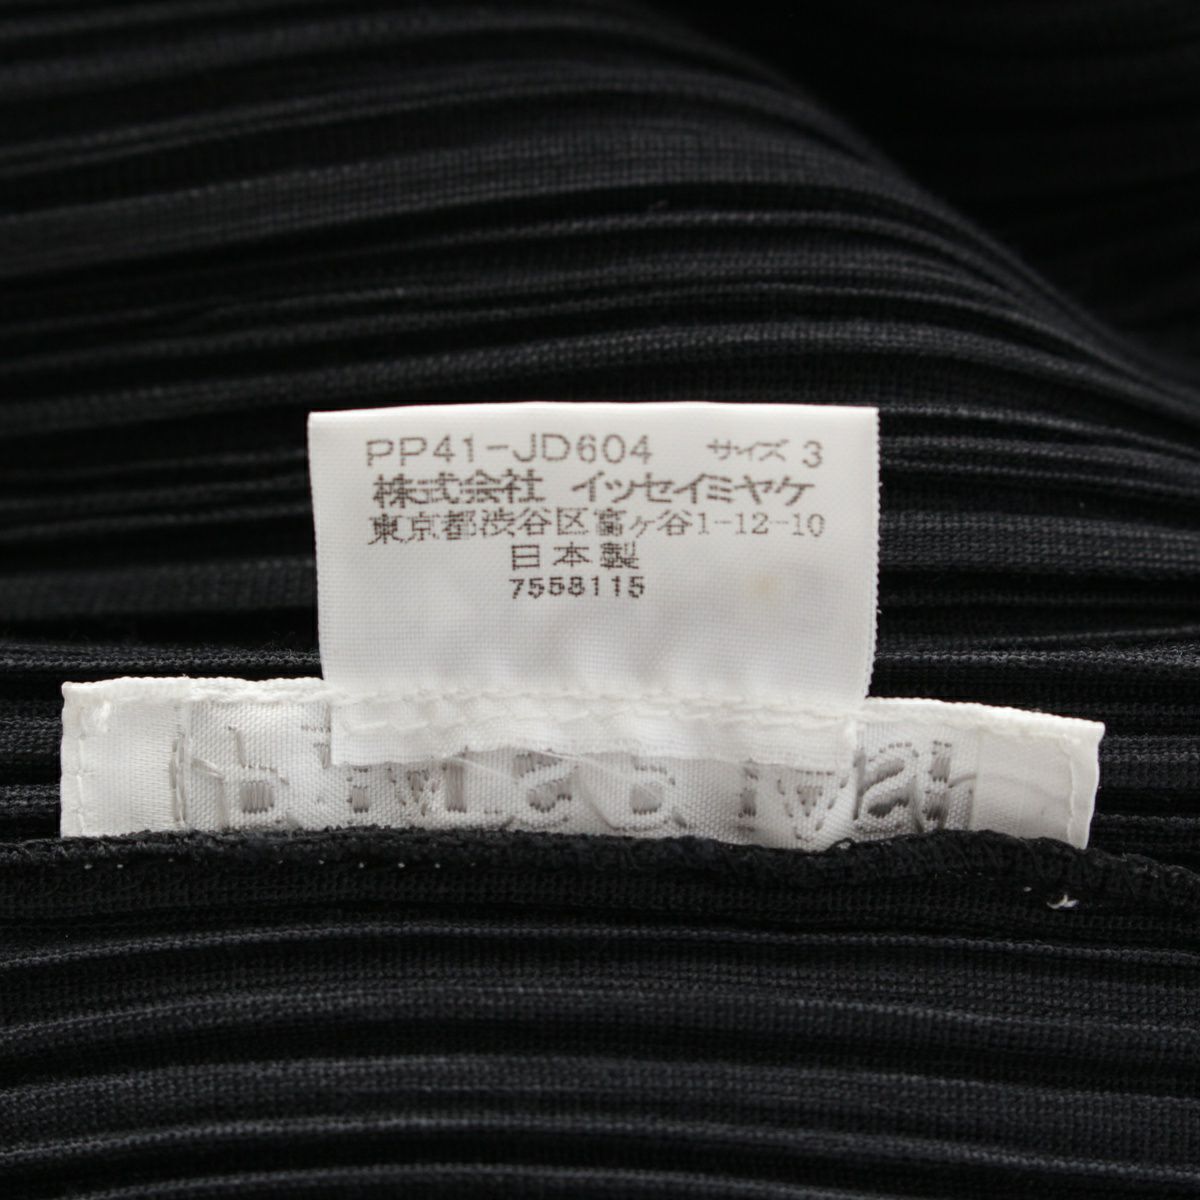 PP41-JD604 サイズ 3
株式会社 イッセイミヤケ
東京都渋谷区富ヶ谷1-12-10
日本製
7558115